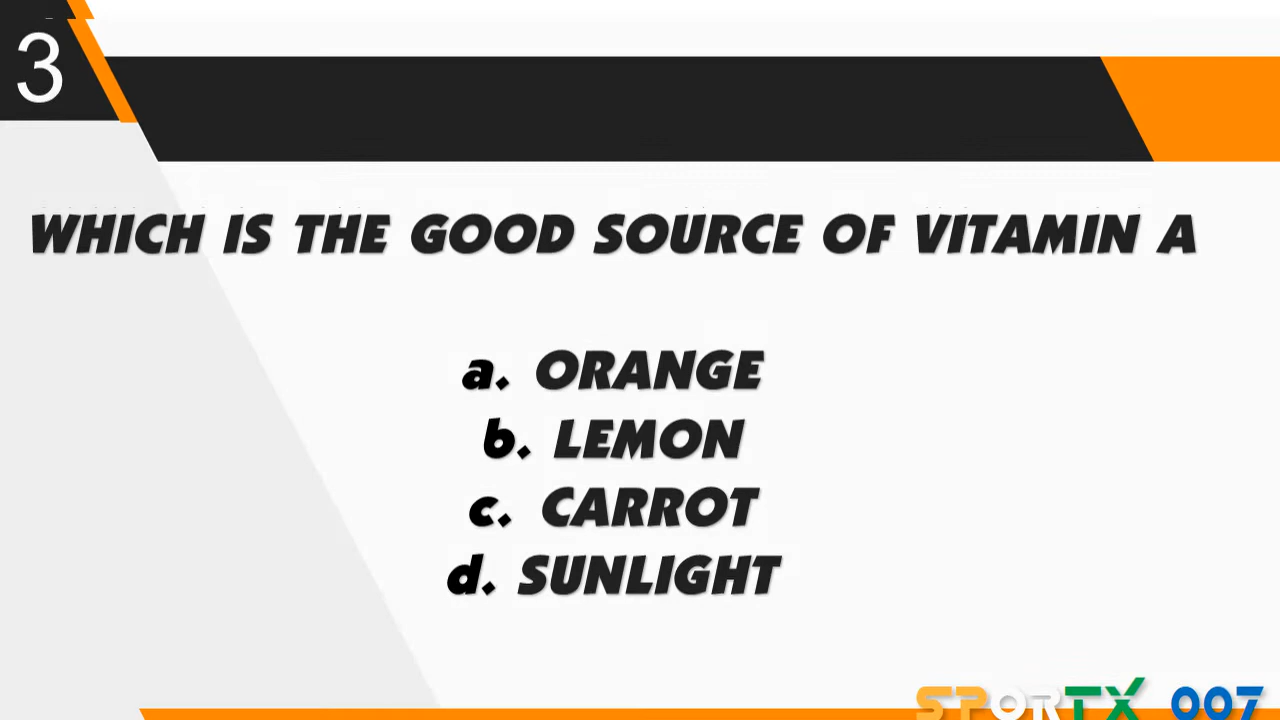 3
WHICH IS THE GOOD SOURCE OF VITAMIN A
a. ORANGE
b. LEMON
c. CARROT
d. SUNLIGHT
SPORTX 007